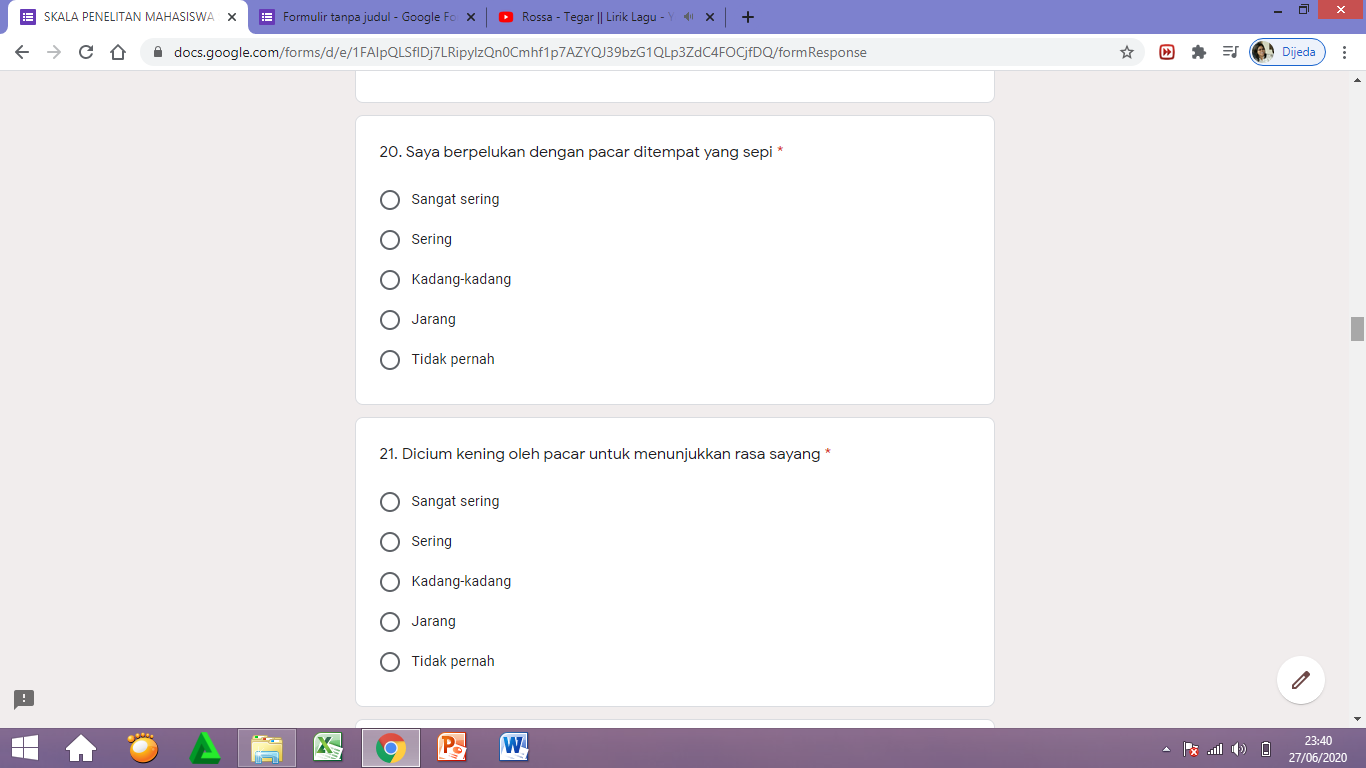 SKALA PENELITAN MAHASISWA
Formulir tanpa judul - Google Fo
Rossa - Tegar || Lirik Lagu - Y
docs.google.com/forms/d/e/1FAIpQLSfIDj7LRipyIzQn0Cmhf1p7AZYQJ39bzG1QLp3ZdC4FOCjfDQ/formResponse
Dijeda
20. Saya berpelukan dengan pacar ditempat yang sepi *
Sangat sering
Sering
Kadang-kadang
Jarang
Tidak pernah
21. Dicium kening oleh pacar untuk menunjukkan rasa sayang *
Sangat sering
Sering
Kadang-kadang
Jarang
Tidak pernah
23:40
27/06/2020